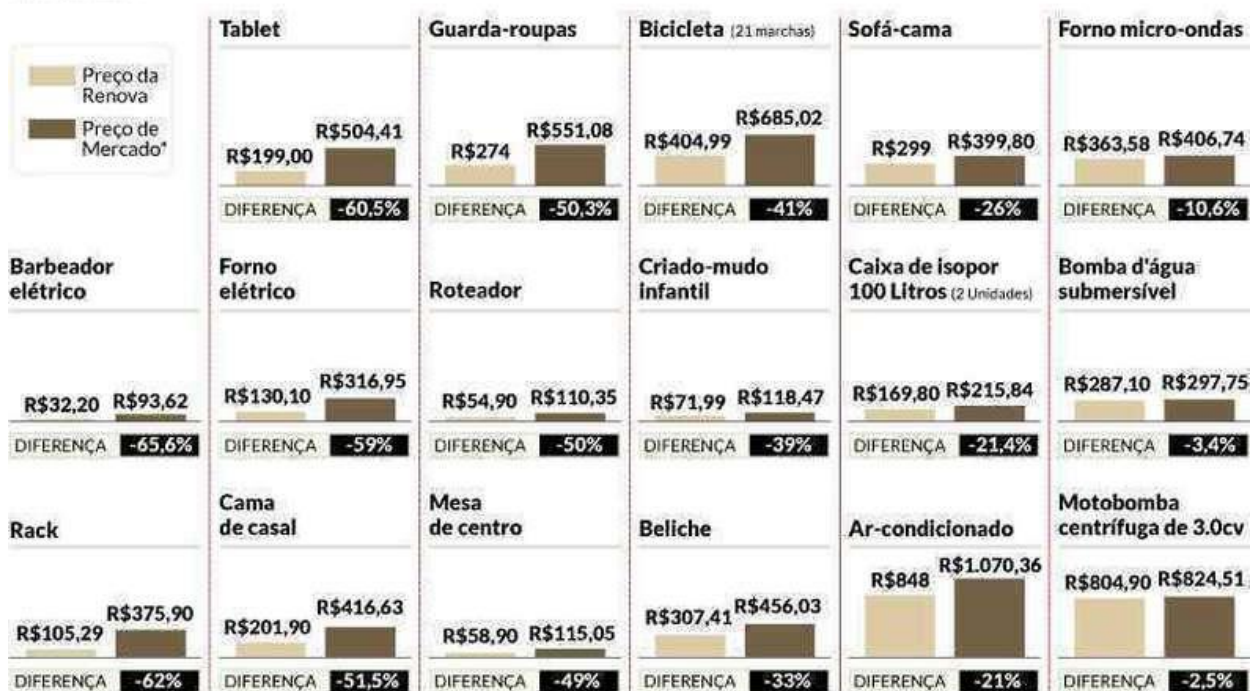 Preço da
Renova
Preço de
Mercado*
Tablet
R$199,00 R$504,41
DIFERENÇA -60,5%
Guarda-roupas
R$274 R$551,08
DIFERENÇA -50,3%
Bicicleta (21 marchas)
R$404,99 R$685,02
DIFERENÇA -41%
Sofá-cama
R$299 R$399,80
DIFERENÇA -26%
Forno micro-ondas
R$363,58 R$406,74
DIFERENÇA -10,6%
Barbeador
elétrico
R$32,20 R$93,62
DIFERENÇA -65,6%
Forno
elétrico
R$130,10 R$316,95
DIFERENÇA -59%
Roteador
R$54,90 R$110,35
DIFERENÇA -50%
Criado-mudo
infantil
R$71,99 R$118,47
DIFERENÇA -39%
Caixa de isopor
100 Litros (2 Unidades)
R$169,80 R$215,84
DIFERENÇA -21,4%
Bomba d'água
submersível
R$287,10 R$297,75
DIFERENÇA -3,4%
Rack
R$105,29 R$375,90
DIFERENÇA -62%
Cama
de casal
R$201,90 R$416,63
DIFERENÇA -51,5%
Mesa
de centro
R$58,90 R$115,05
DIFERENÇA -49%
Beliche
R$307,41 R$456,03
DIFERENÇA -33%
Ar-condicionado
R$848 R$1.070,36
DIFERENÇA -21%
Motobomba
centrífuga de 3.0cv
R$804,90 R$824,51
DIFERENÇA -2,5%